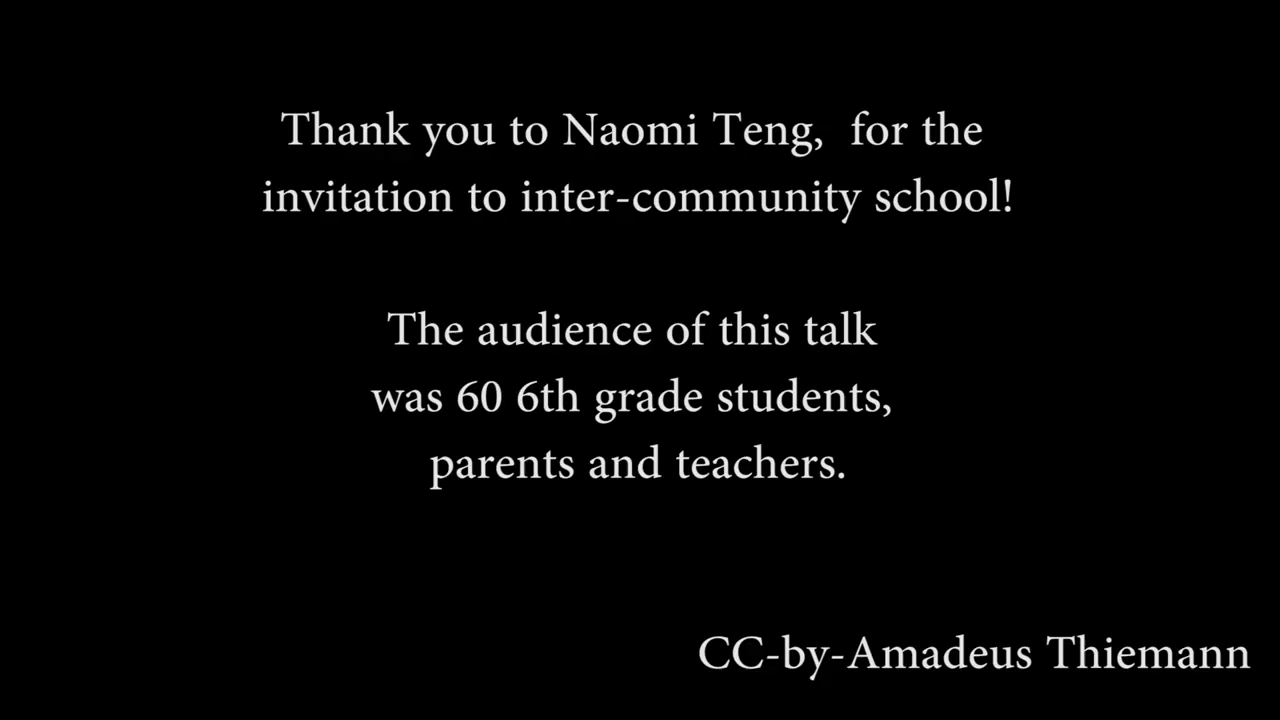 Thank you to Naomi Teng,  for the
invitation to inter-community school!
The audience of this talk
was 60 6th grade students,
parents and teachers.
CC-by-Amadeus Thiemann